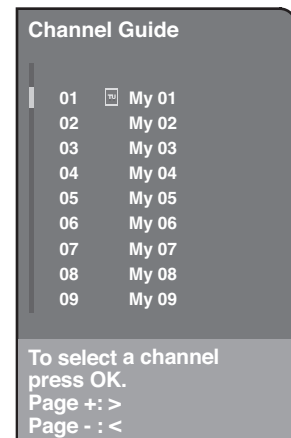 Channel Guide
01 TU My 01
02 My 02
03 My 03
04 My 04
05 My 05
06 My 06
07 My 07
08 My 08
09 My 09
To select a channel
press OK.
Page +: >
Page - : <